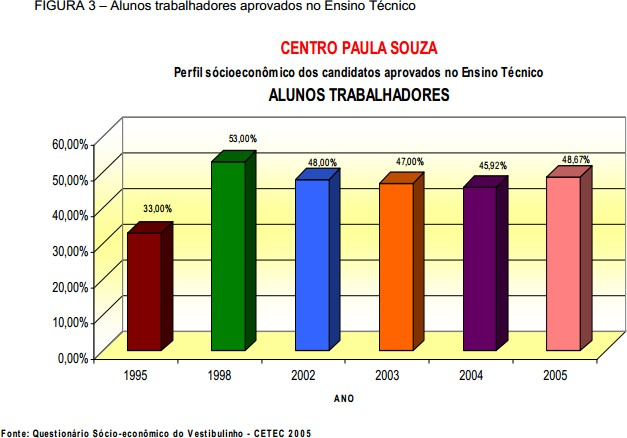 FIGURA 3 – Alunos trabalhadores aprovados no Ensino Técnico
CENTRO PAULA SOUZA
Perfil sócioeconômico dos candidatos aprovados no Ensino Técnico
ALUNOS TRABALHADORES
60,00%
50,00%
40,00%
30,00%
20,00%
10,00%
0,00%
33,00%
53,00%
48,00%
47,00%
45,92%
48,67%
1995 1998 2002 2003 2004 2005
ANO
Fonte: Questionário Sócio-econômico do Vestibulinho - CETEC 2005